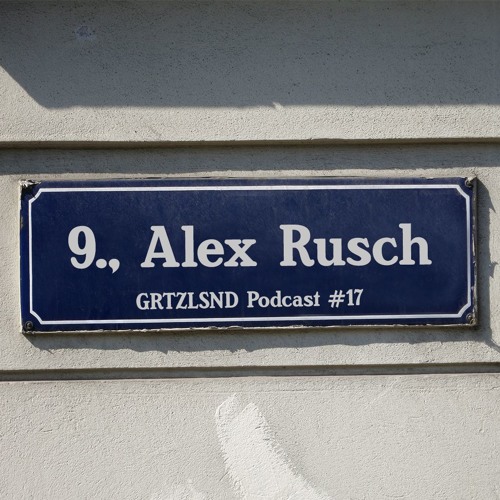 9., Alex Rusch
GRTZLSND Podcast #17